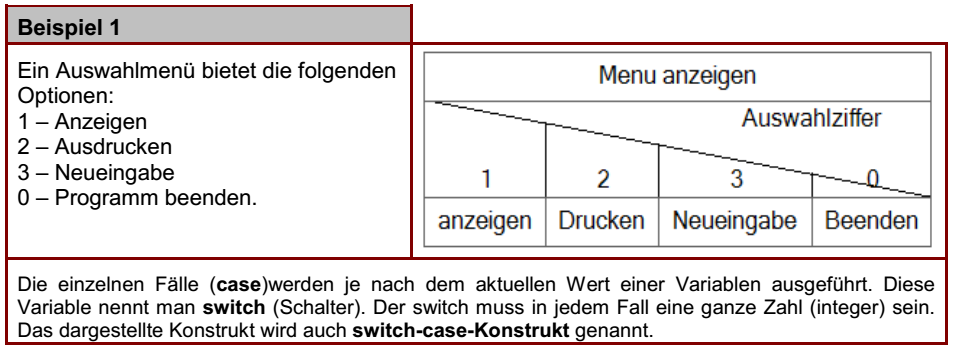 Beispiel 1
Ein Auswahlmenü bietet die folgenden
Optionen:
1 – Anzeigen
2 – Ausdrucken
3 – Neueingabe
0 – Programm beenden.
Menu anzeigen
Auswahlziffer
1 2 3 0
anzeigen Drucken Neueingabe Beenden
Die einzelnen Fälle (case)werden je nach dem aktuellen Wert einer Variablen ausgeführt. Diese
Variable nennt man switch (Schalter). Der switch muss in jedem Fall eine ganze Zahl (integer) sein.
Das dargestellte Konstrukt wird auch switch-case-Konstrukt genannt.